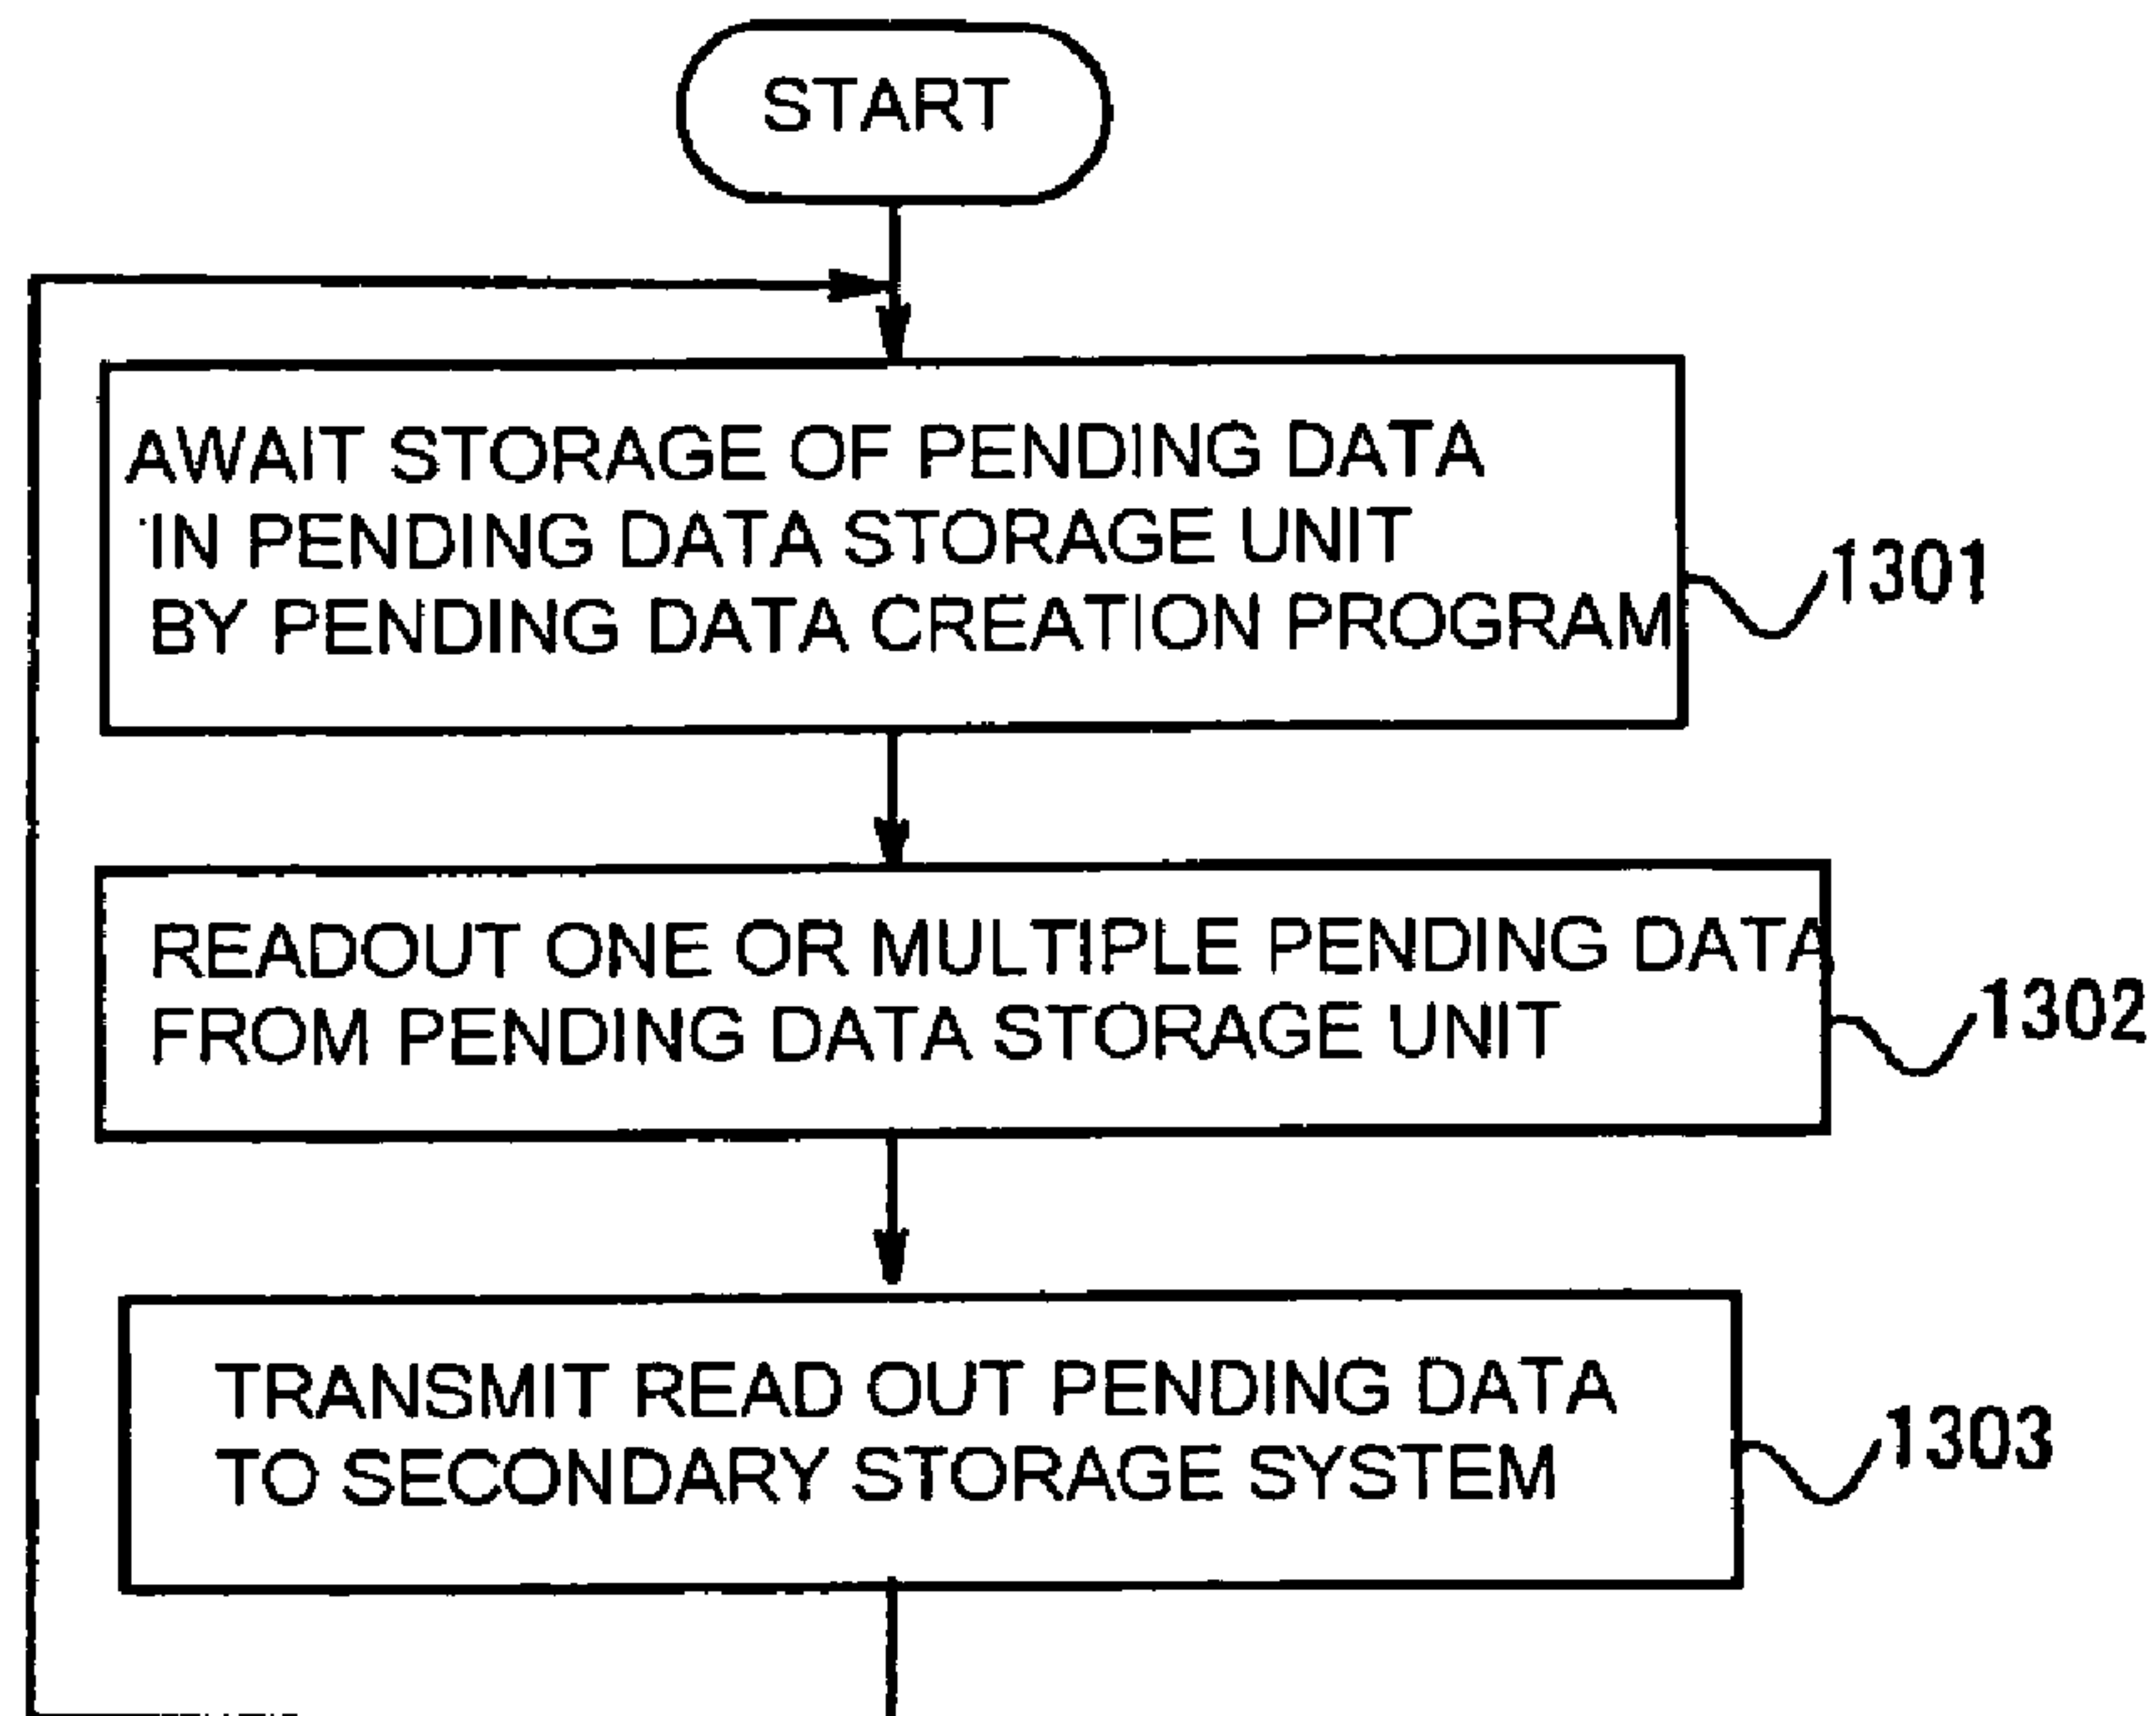 START
AWAIT STORAGE OF PENDING DATA
IN PENDING DATA STORAGE UNIT
BY PENDING DATA CREATION PROGRAM
1301
READOUT ONE OR MULTIPLE PENDING DATA
FROM PENDING DATA STORAGE UNIT
1302
TRANSMIT READ OUT PENDING DATA
TO SECONDARY STORAGE SYSTEM
1303